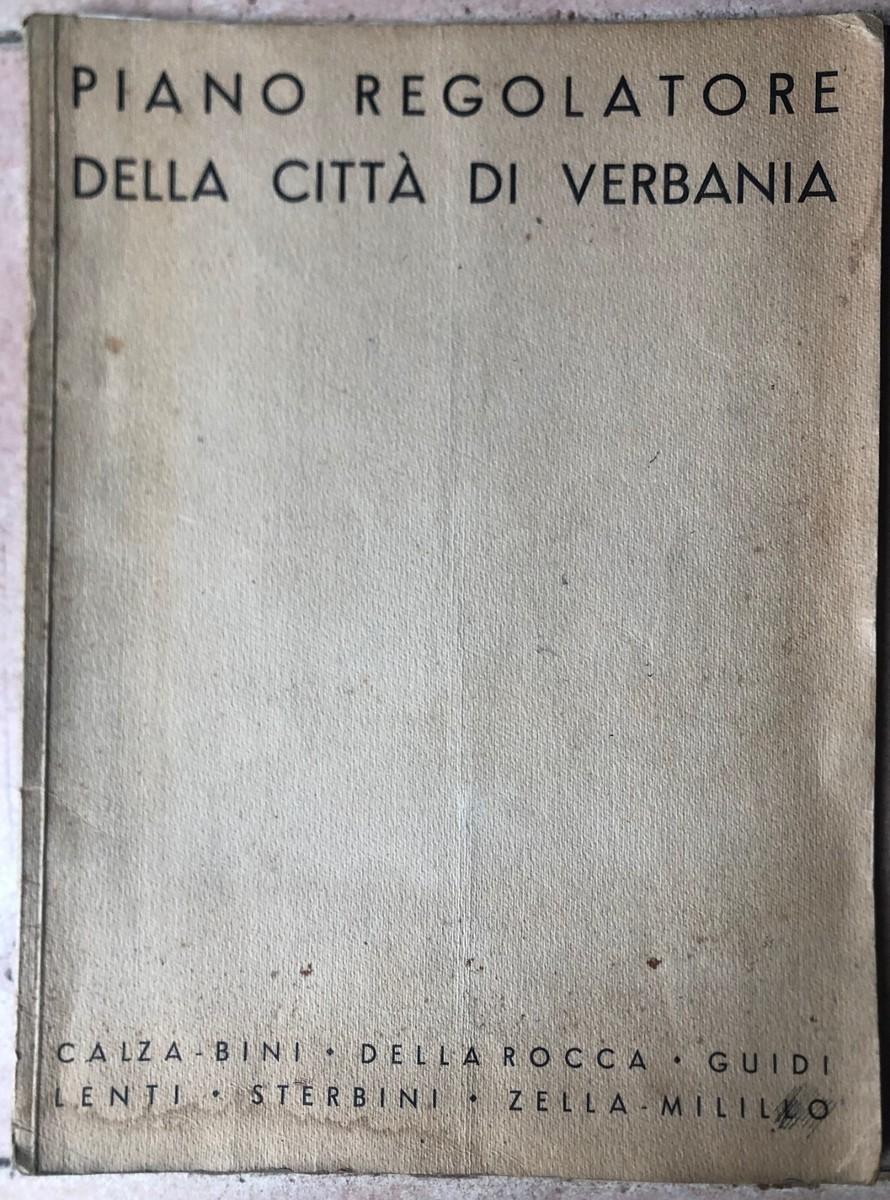 PIANO REGOLATORE
DELLA CITTÀ DI VERBANIA
CALZA-BINI • DELLA ROCCA • GUIDI
LENTI • STERBINI • ZELLA-MILILLO